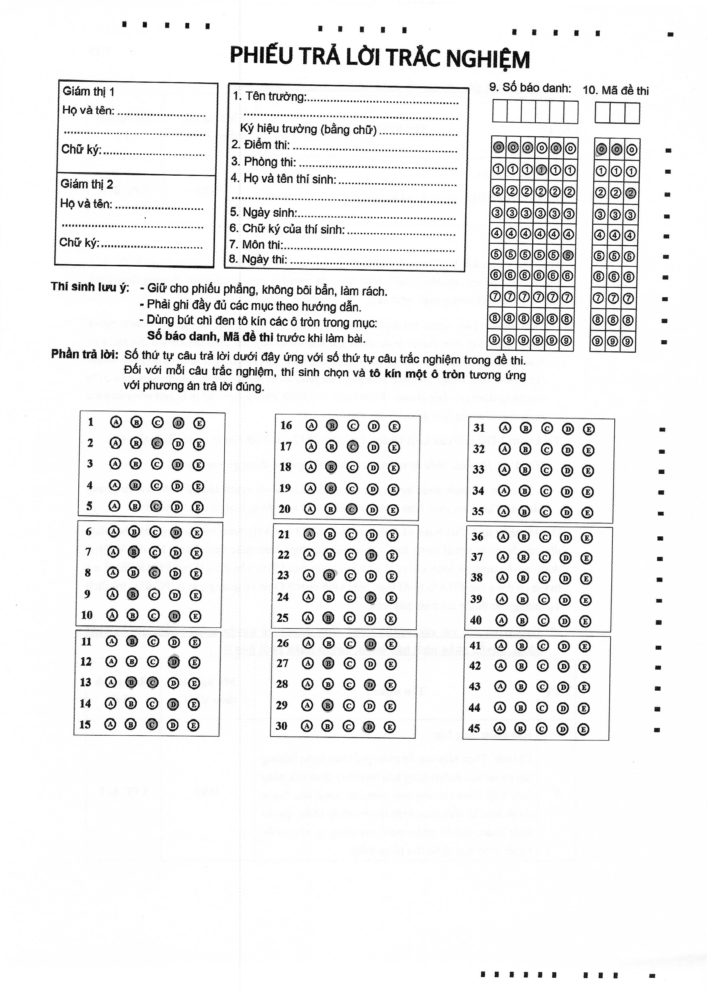 PHIẾU TRẢ LỜI TRẮC NGHIỆM
Giám thị 1
Họ và tên:
Chữ ký:
Giám thị 2
Họ và tên:
Chữ ký:
1. Tên trường:
Ký hiệu trường (bằng chữ)
2. Điểm thi:
3. Phòng thi:
4. Họ và tên thí sinh:
5. Ngày sinh:
6. Chữ ký của thí sinh:
7. Môn thi:
8. Ngày thi:
9. Số báo danh: 10. Mã đề thi
0 0 0 0 0 0 0 0 0
1 1 1 1 1 1 1 1 1
2 2 2 2 2 2 2 2 2
3 3 3 3 3 3 3 3 3
4 4 4 4 4 4 4 4 4
5 5 5 5 5 5 5 5 5
6 6 6 6 6 6 6 6 6
7 7 7 7 7 7 7 7 7
8 8 8 8 8 8 8 8 8
9 9 9 9 9 9 9 9 9
Thí sinh lưu ý: - Giữ cho phiếu phẳng, không bôi bẩn, làm rách.
- Phải ghi đầy đủ các mục theo hướng dẫn.
- Dùng bút chì đen tô kín các ô tròn trong mục:
Số báo danh, Mã đề thi trước khi làm bài.
Phần trả lời: Số thứ tự câu trả lời dưới đây ứng với số thứ tự câu trắc nghiệm trong đề thi.
Đối với mỗi câu trắc nghiệm, thí sinh chọn và tô kín một ô tròn tương ứng
với phương án trả lời đúng.
1 A B C D E
2 A B C D E
3 A B C D E
4 A B C D E
5 A B C D E
6 A B C D E
7 A B C D E
8 A B C D E
9 A B C D E
10 A B C D E
11 A B C D E
12 A B C D E
13 A B C D E
14 A B C D E
15 A B C D E
16 A B C D E
17 A B C D E
18 A B C D E
19 A B C D E
20 A B C D E
21 A B C D E
22 A B C D E
23 A B C D E
24 A B C D E
25 A B C D E
26 A B C D E
27 A B C D E
28 A B C D E
29 A B C D E
30 A B C D E
31 A B C D E
32 A B C D E
33 A B C D E
34 A B C D E
35 A B C D E
36 A B C D E
37 A B C D E
38 A B C D E
39 A B C D E
40 A B C D E
41 A B C D E
42 A B C D E
43 A B C D E
44 A B C D E
45 A B C D E